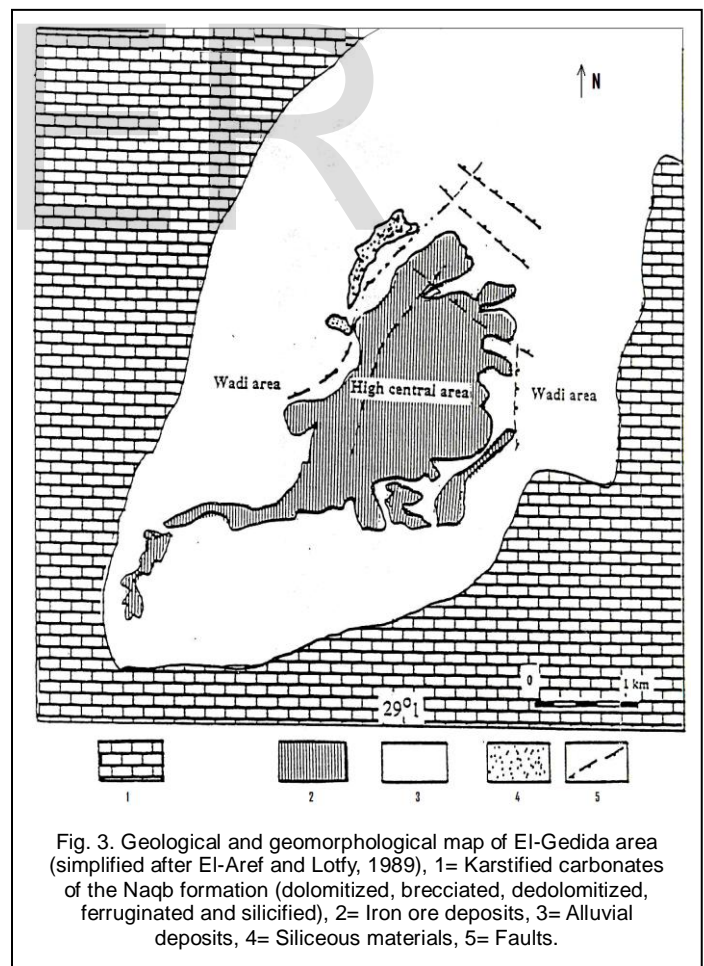 ER
N
Wadi area
High central area
Wadi area
0
1 km
29°1
1
2
3
4
5
Fig. 3. Geological and geomorphological map of El-Gedida area
(simplified after El-Aref and Lotfy, 1989), 1= Karstified carbonates
of the Naqb formation (dolomitized, brecciated, dedolomitized,
ferruginated and silicified), 2= Iron ore deposits, 3= Alluvial
deposits, 4= Siliceous materials, 5= Faults.